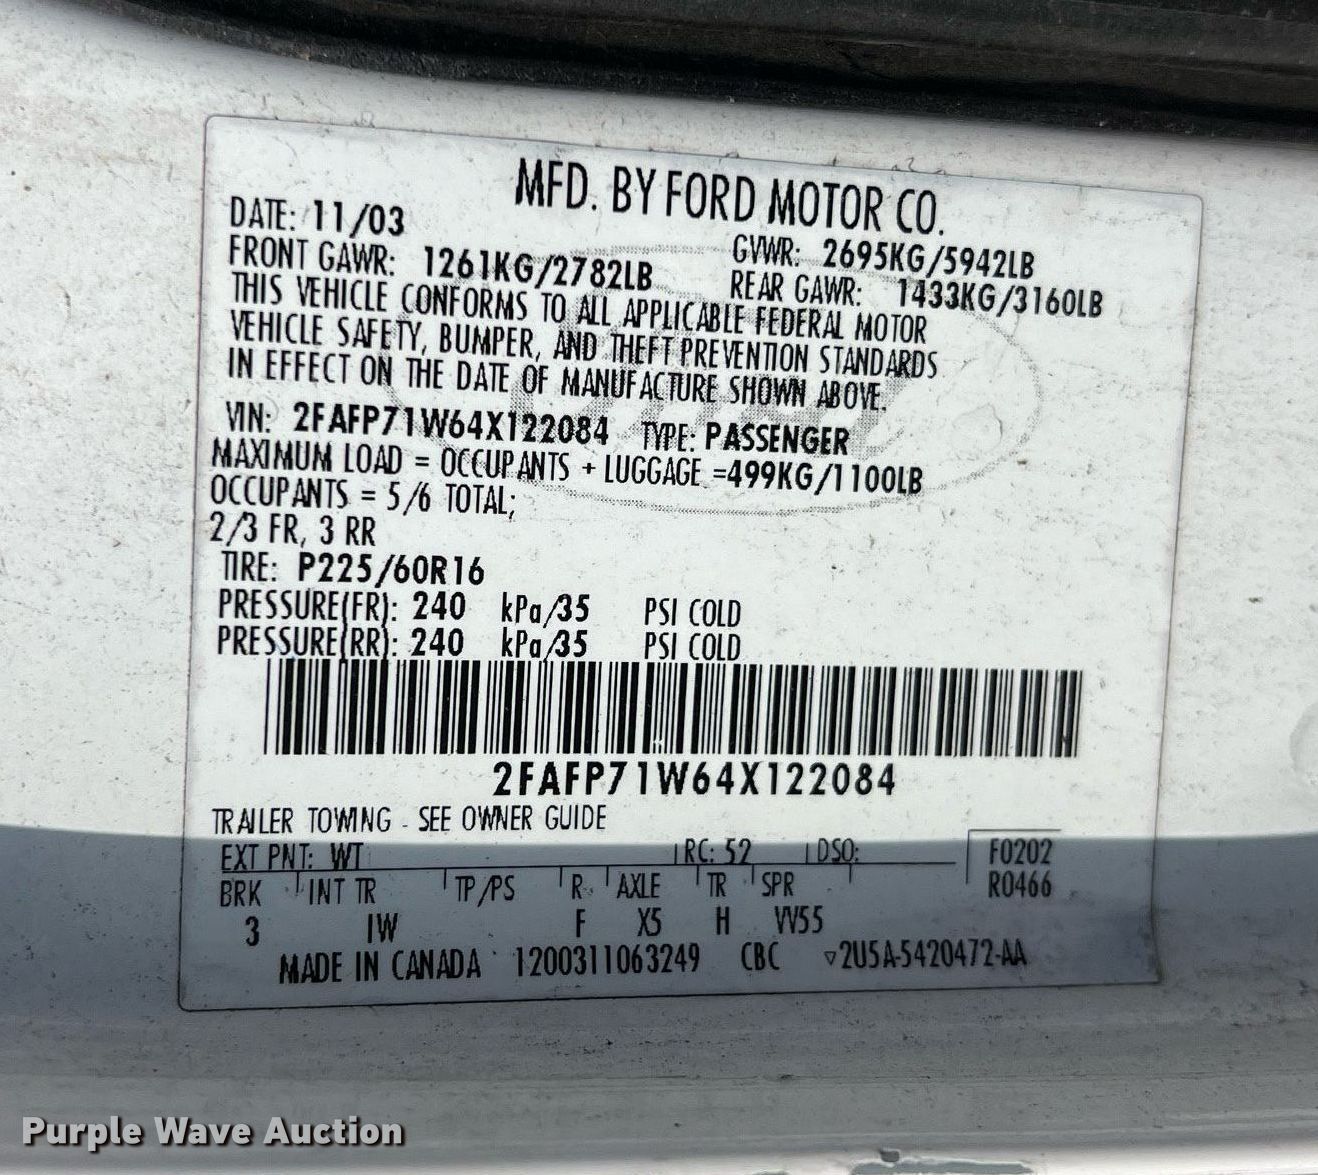 MFD. BY FORD MOTOR CO.
DATE: 11/03
GVWR: 2695KG/5942LB
FRONT GAWR: 1261KG/2782LB
REAR GAWR: 1433KG/3160LB
THIS VEHICLE CONFORMS TO ALL APPLICABLE FEDERAL MOTOR
VEHICLE SAFETY, BUMPER, AND THEFT PREVENTION STANDARDS
IN EFFECT ON THE DATE OF MANUFACTURE SHOWN ABOVE.
VIN: 2FAFP71W64X122084 TYPE: PASSENGER
MAXIMUM LOAD = OCCUPANTS + LUGGAGE =499KG/1100LB
OCCUPANTS = 5/6 TOTAL;
2/3 FR, 3 RR
TIRE: P225/60R16
PRESSURE(FR): 240 kPa/35 PSI COLD
PRESSURE(RR): 240 kPa/35 PSI COLD
2FAFP71W64X122084
TRAILER TOWING - SEE OWNER GUIDE
EXT PNT: WT RC: 52 DSO: F0202
BRK INT TR TP/PS R AXLE TR SPR R0466
3 IW F X5 H VV55
MADE IN CANADA 1200311063249 CBC ▽2U5A-5420472-AA
Purple Wave Auction